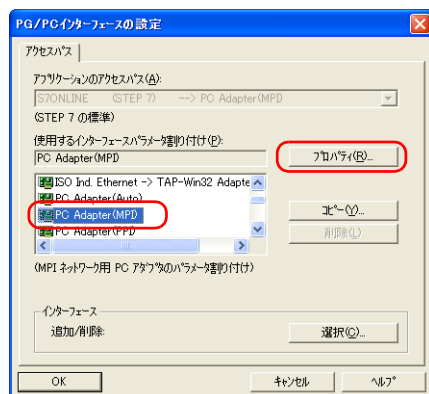 PG/PCインターフェースの設定
アクセスパス
アプリケーションのアクセスパス(A):
S7ONLINE (STEP 7) --> PC Adapter(MPI)
(STEP 7 の標準)
使用するインターフェースパラメータ割り付け(P):
PC Adapter(MPI)
プロパティ(R)...
ISO Ind. Ethernet -> TAP-Win32 Adapte
PC Adapter(Auto)
PC Adapter(MPI)
PC Adapter(PPI)
コピー(Y)...
削除(L)
(MPI ネットワーク用 PC アダプタのパラメータ割り付け)
インターフェース
追加/削除:
選択(C)...
OK
キャンセル
ヘルプ